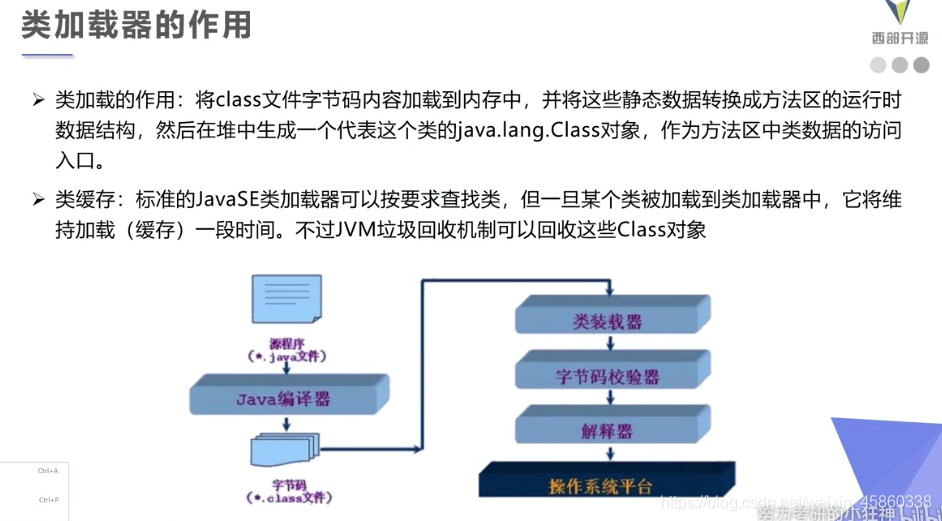 类加载器的作用
西部开源
类加载的作用：将class文件字节码内容加载到内存中，并将这些静态数据转换成方法区的运行时
数据结构，然后在堆中生成一个代表这个类的java.lang.Class对象，作为方法区中类数据的访问
入口。
类缓存：标准的JavaSE类加载器可以按要求查找类，但一旦某个类被加载到类加载器中，它将维
持加载（缓存）一段时间。不过JVM垃圾回收机制可以回收这些Class对象
源程序
（*.java文件）
Java编译器
字节码
（*.class文件）
类装载器
字节码校验器
解释器
操作系统平台
Ctrl+A
Ctrl+P
https://blog.csdn.net/weixin_45860338
努力考研的小狂神
bilibili